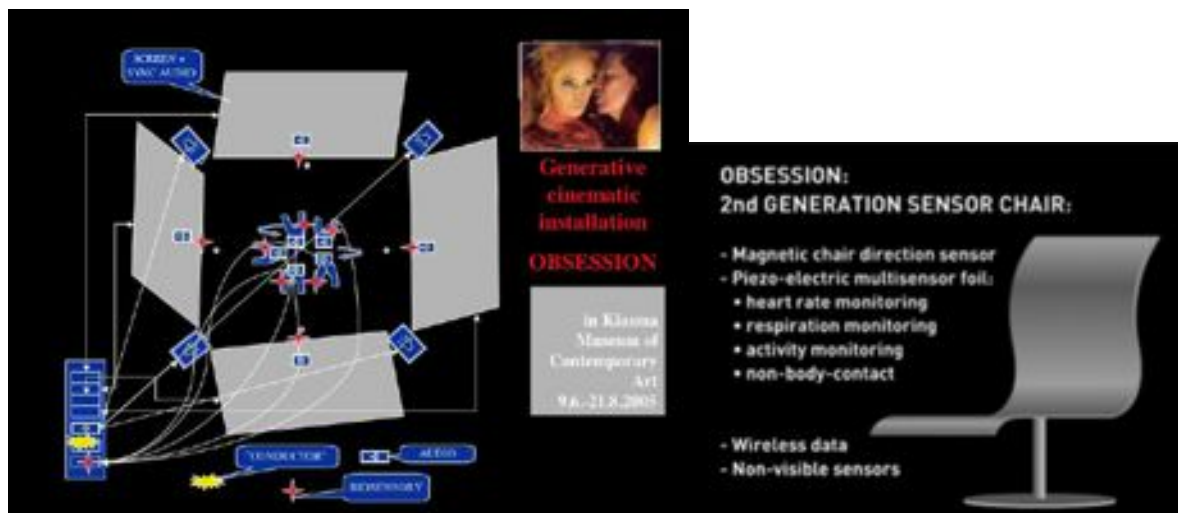 SCREEN +
SYNC AUDIO
Generative
cinematic
installation
OBSESSION
in Kiasma
Museum of
Contemporary
Art
9.6.-21.8.2005
"CONDUCTOR"
AUDIO
BIOSENSORY
OBSESSION:
2nd GENERATION SENSOR CHAIR:
- Magnetic chair direction sensor
- Piezo-electric multisensor foil:
• heart rate monitoring
• respiration monitoring
• activity monitoring
• non-body-contact
- Wireless data
- Non-visible sensors